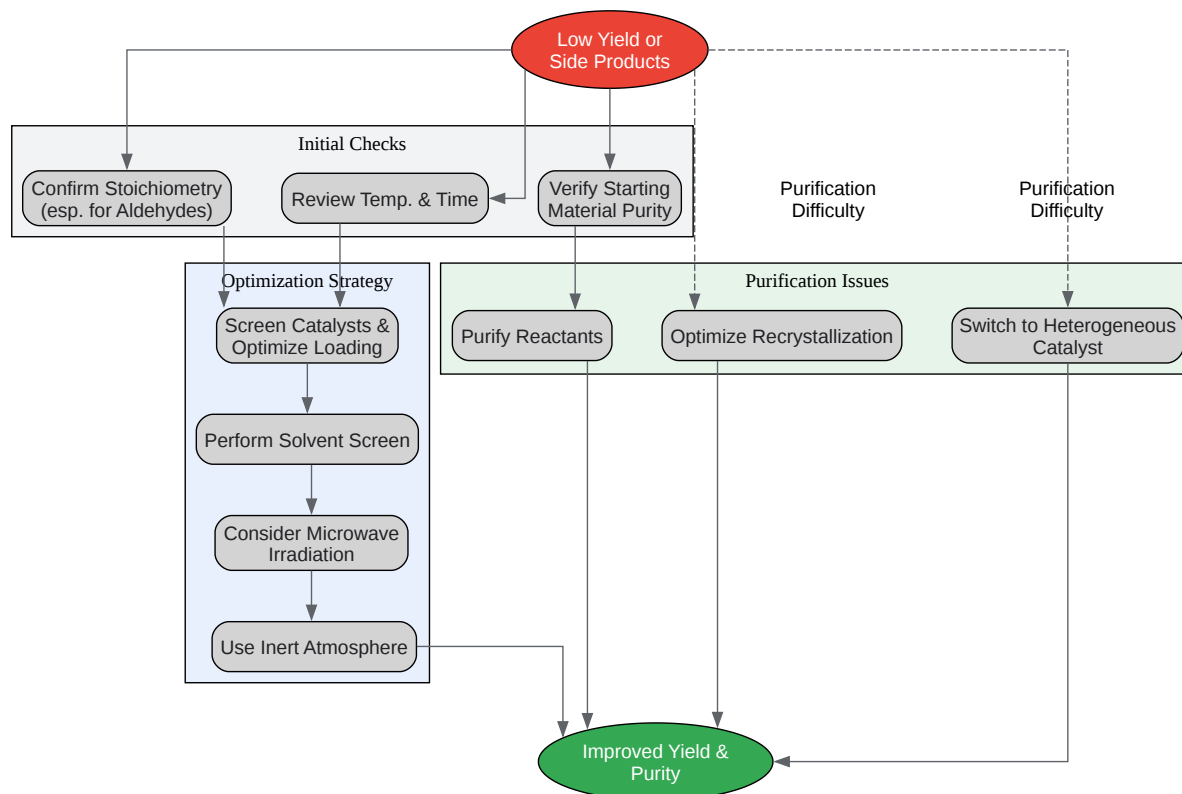 Low Yield or
Side Products
Initial Checks
Confirm Stoichiometry
(esp. for Aldehydes)
Review Temp. & Time
Verify Starting
Material Purity
Purification
Difficulty
Purification
Difficulty
Optimization Strategy
Purification Issues
Screen Catalysts &
Optimize Loading
Purify Reactants
Optimize Recrystallization
Switch to Heterogeneous
Catalyst
Perform Solvent Screen
Consider Microwave
Irradiation
Use Inert Atmosphere
Improved Yield &
Purity